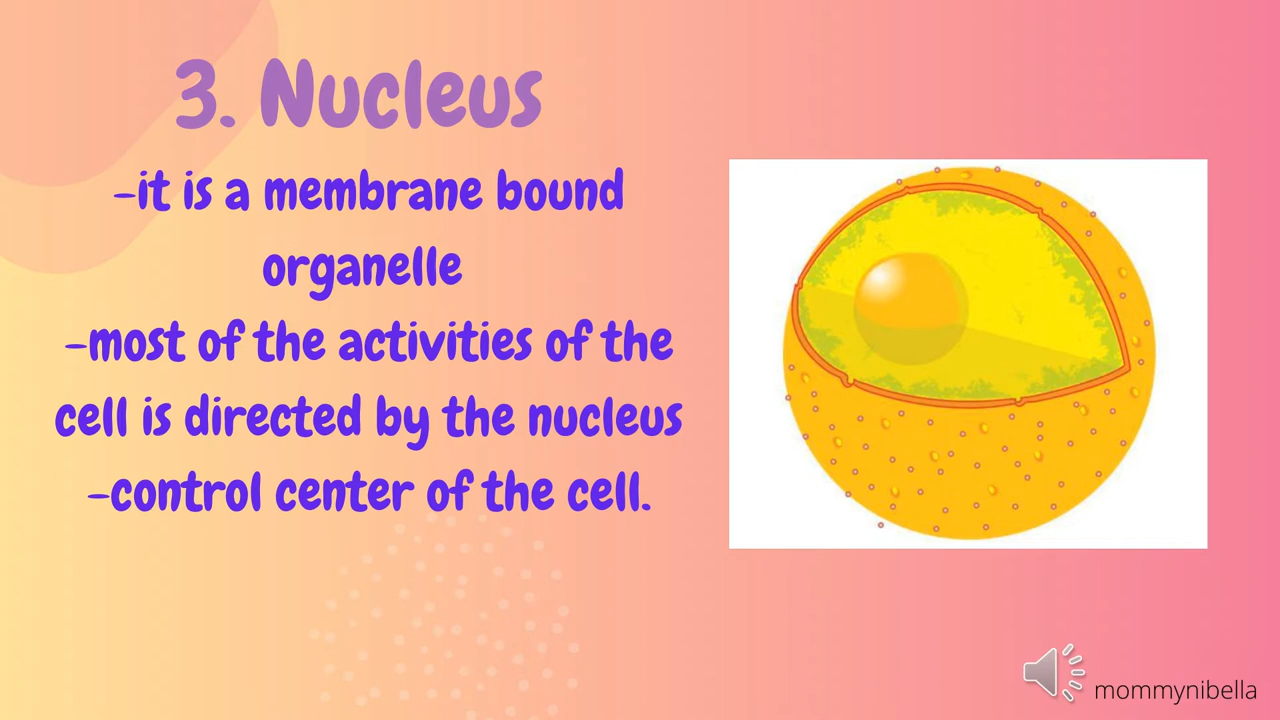 3. Nucleus
-it is a membrane bound
organelle
-most of the activities of the
cell is directed by the nucleus
-control center of the cell.
mommynibella